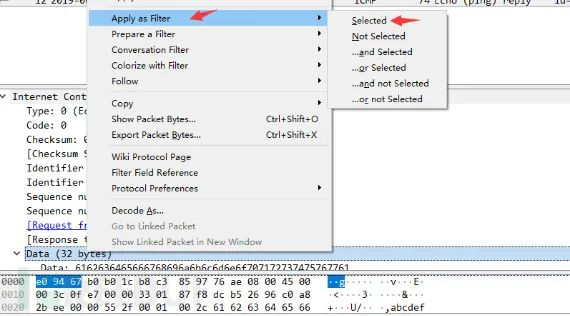 12 2019-0
ICMP 74 Echo (ping) reply
Apply as Filter
Prepare a Filter
Conversation Filter
Colorize with Filter
Follow
Copy
Show Packet Bytes... Ctrl+Shift+O
Export Packet Bytes... Ctrl+Shift+X
Wiki Protocol Page
Filter Field Reference
Protocol Preferences
Decode As...
Go to Linked Packet
Show Linked Packet in New Window
Selected
Not Selected
...and Selected
...or Selected
...and not Selected
...or not Selected
Internet Cont
Type: 0 (Ec
Code: 0
Checksum: 0
[Checksum S
Identifier
Identifier
Sequence nu
Sequence nu
[Request fr
[Response t
Data (32 bytes)
Data: 6162636465666768696a6b6c6d6e6f707172737475767761
0000 e0 94 67 b0 b0 1c b8 c3 85 97 76 ae 08 00 45 00 ··g····· ··v···E·
0010 00 3c 0f e7 00 00 33 01 87 f8 dc b5 26 96 c0 a8 ·<····3· ····&···
0020 2b ee 00 00 55 2f 00 01 00 2c 61 62 63 64 65 66 +···U/·· ·,abcdef